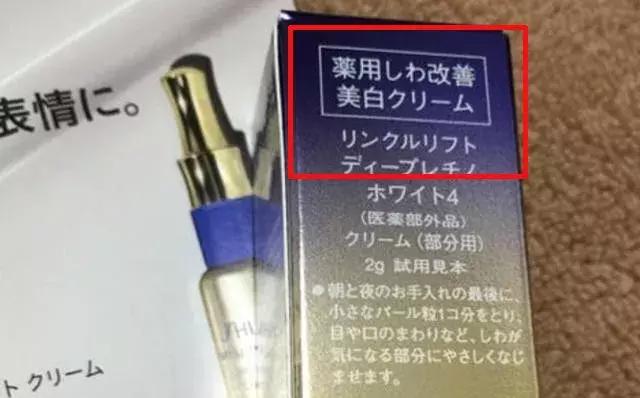 表情に。
薬用しわ改善
美白クリーム
リンクルリフト
ディープレチノ
ホワイト4
(医薬部外品)
クリーム(部分用)
2g 試用見本
●朝と夜のお手入れの最後に、
小さなパール粒1コ分をとり、
目や口のまわりなど、しわが
気になる部分にやさしくなじ
ませます。
ト クリーム